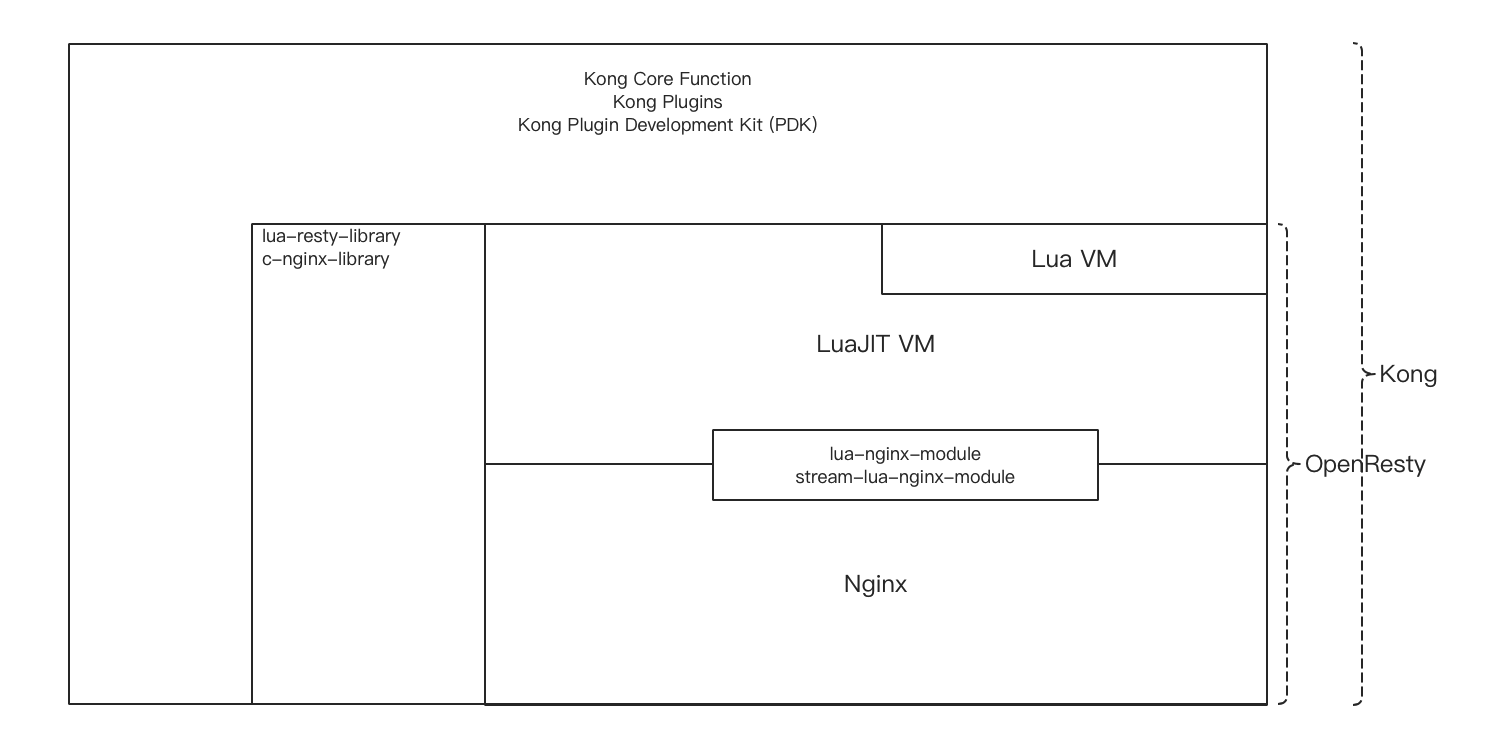 Kong Core Function
Kong Plugins
Kong Plugin Development Kit (PDK)
lua-resty-library
c-nginx-library
Lua VM
LuaJIT VM
Kong
lua-nginx-module
stream-lua-nginx-module
OpenResty
Nginx